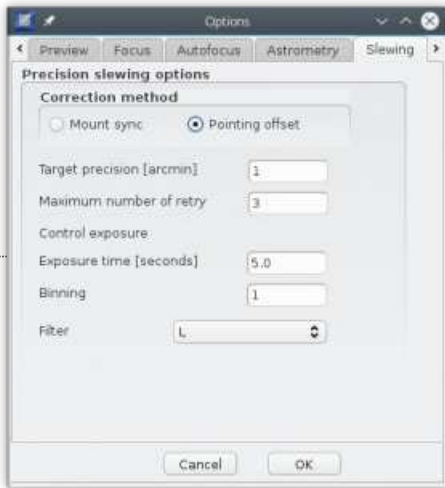 Options
Preview Focus Autofocus Astrometry Slewing
Precision slewing options
Correction method
Mount sync Pointing offset
Target precision [arcmin] 1
Maximum number of retry 3
Control exposure
Exposure time [seconds] 5.0
Binning 1
Filter L
Cancel OK